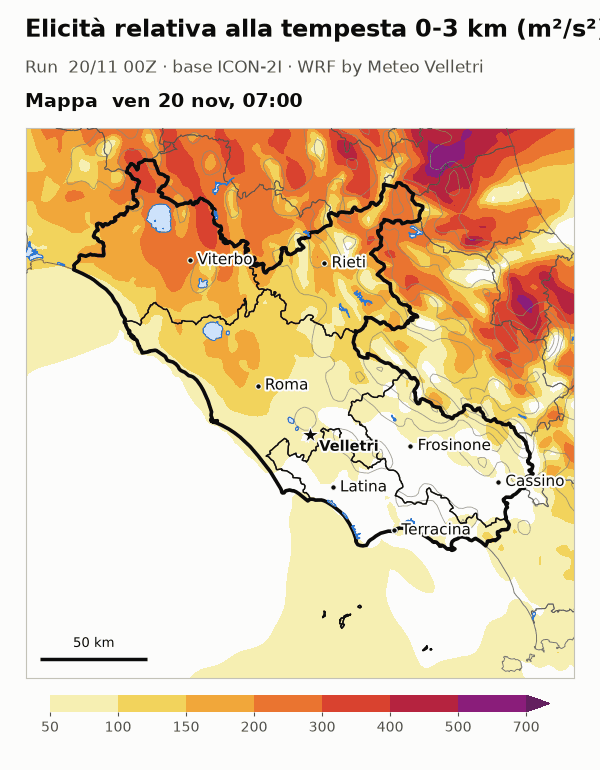 Elicità relativa alla tempesta 0-3 km (m²/s²)
Run  20/11 00Z · base ICON-2I · WRF by Meteo Velletri
Mappa  ven 20 nov, 07:00
Viterbo
Rieti
Roma
Velletri
Frosinone
Cassino
Latina
Terracina
50 km
50 100 150 200 300 400 500 700